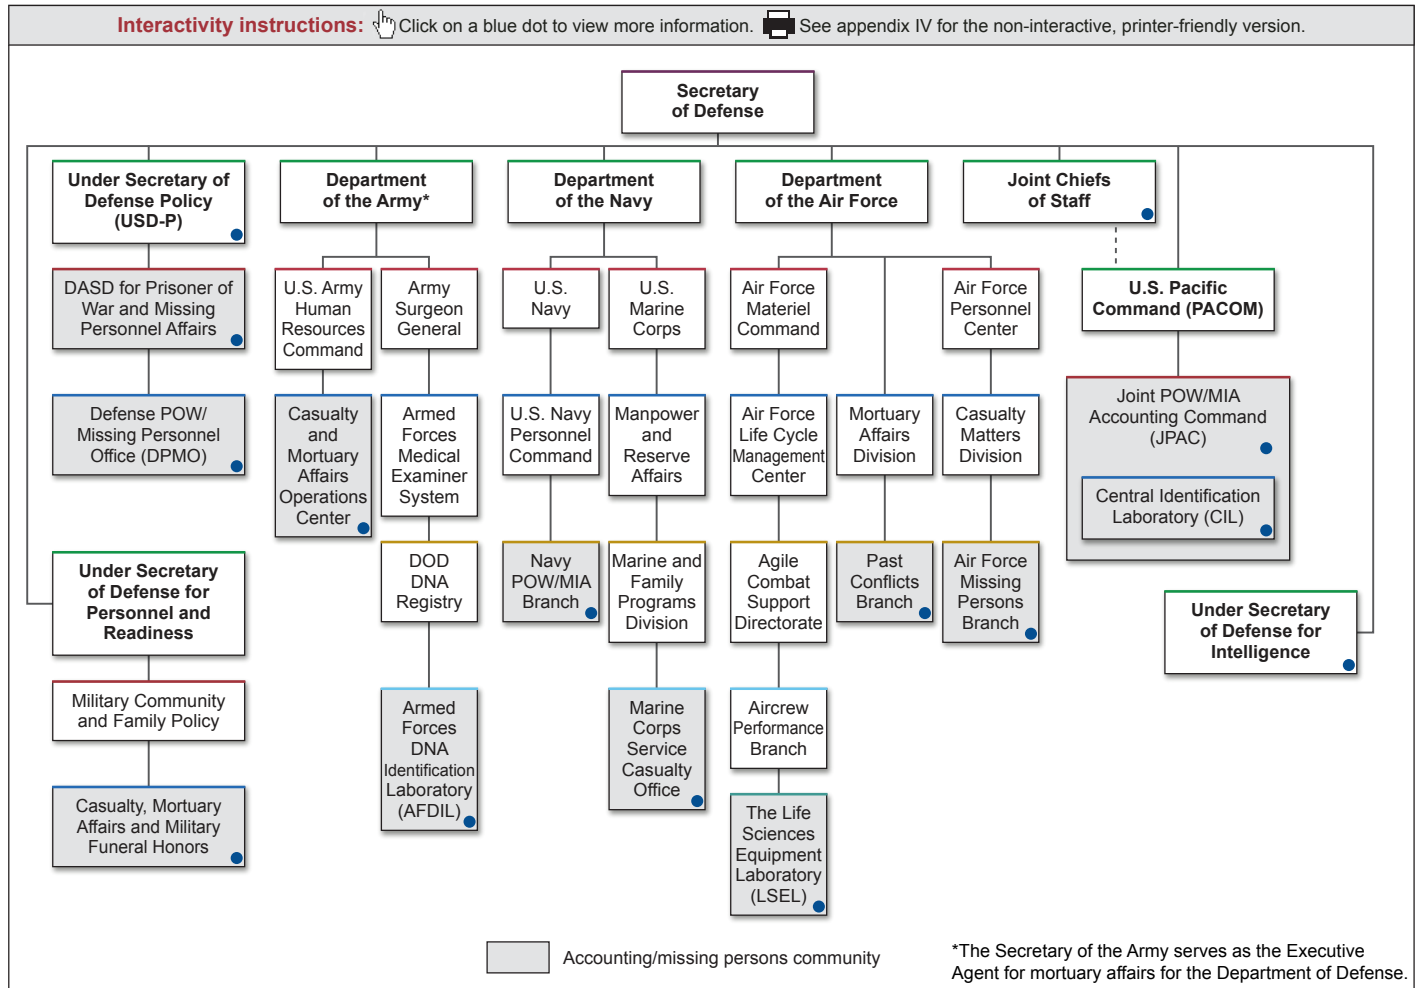 Interactivity instructions: Click on a blue dot to view more information. See appendix IV for the non-interactive, printer-friendly version.
Secretary
of Defense
Under Secretary of
Defense Policy
(USD-P)
Department
of the Army*
Department
of the Navy
Department
of the Air Force
Joint Chiefs
of Staff
DASD for Prisoner of
War and Missing
Personnel Affairs
U.S. Army
Human
Resources
Command
Army
Surgeon
General
U.S.
Navy
U.S.
Marine
Corps
Air Force
Materiel
Command
Air Force
Personnel
Center
U.S. Pacific
Command (PACOM)
Defense POW/
Missing Personnel
Office (DPMO)
Casualty
and
Mortuary
Affairs
Operations
Center
Armed
Forces
Medical
Examiner
System
U.S. Navy
Personnel
Command
Manpower
and
Reserve
Affairs
Air Force
Life Cycle
Management
Center
Mortuary
Affairs
Division
Casualty
Matters
Division
Joint POW/MIA
Accounting Command
(JPAC)
Central Identification
Laboratory (CIL)
Under Secretary
of Defense for
Personnel and
Readiness
DOD
DNA
Registry
Navy
POW/MIA
Branch
Marine and
Family
Programs
Division
Agile
Combat
Support
Directorate
Past
Conflicts
Branch
Air Force
Missing
Persons
Branch
Under Secretary
of Defense for
Intelligence
Military Community
and Family Policy
Armed
Forces
DNA
Identification
Laboratory
(AFDIL)
Marine
Corps
Service
Casualty
Office
Aircrew
Performance
Branch
Casualty, Mortuary
Affairs and Military
Funeral Honors
The Life
Sciences
Equipment
Laboratory
(LSEL)
Accounting/missing persons community
*The Secretary of the Army serves as the Executive
Agent for mortuary affairs for the Department of Defense.